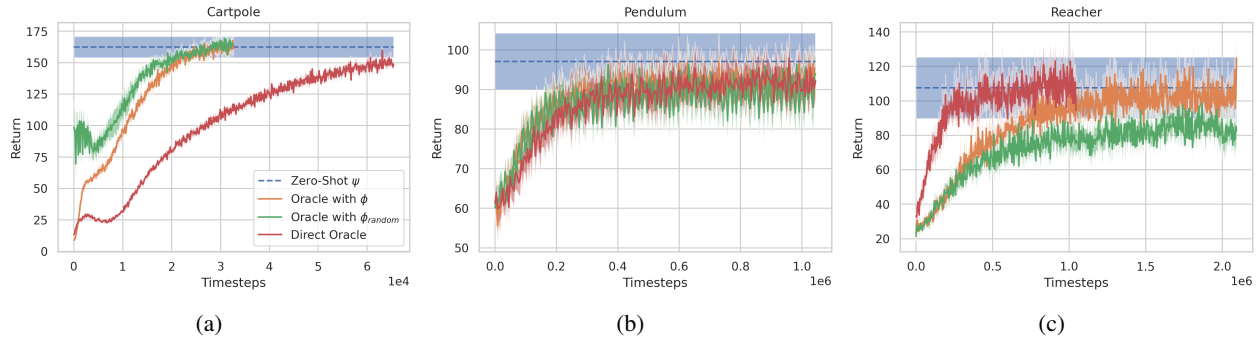 Cartpole
Return
175
150
125
100
75
50
25
0
0
1
2
3
4
5
6
1e4
Timesteps
Zero-Shot ψ
Oracle with ϕ
Oracle with ϕrandom
Direct Oracle
(a)
Pendulum
Return
100
90
80
70
60
50
0.0
0.2
0.4
0.6
0.8
1.0
1e6
Timesteps
(b)
Reacher
Return
140
120
100
80
60
40
20
0.0
0.5
1.0
1.5
2.0
1e6
Timesteps
(c)